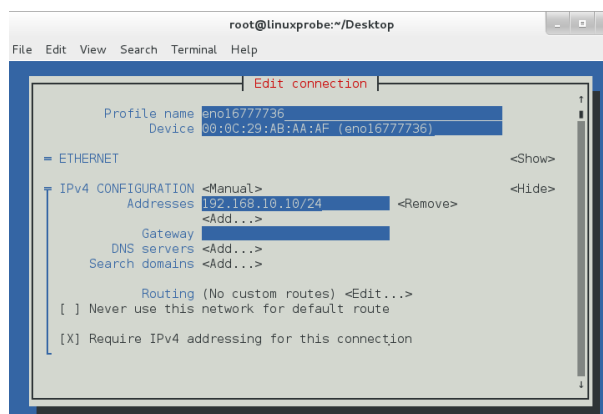 root@linuxprobe:~/Desktop
File Edit View Search Terminal Help
Edit connection
Profile name eno16777736
Device 00:0C:29:AB:AA:AF (eno16777736)
= ETHERNET <Show>
IPv4 CONFIGURATION <Manual> <Hide>
Addresses 192.168.10.10/24 <Remove>
<Add...>
Gateway
DNS servers <Add...>
Search domains <Add...>
Routing (No custom routes) <Edit...>
[ ] Never use this network for default route
[X] Require IPv4 addressing for this connection